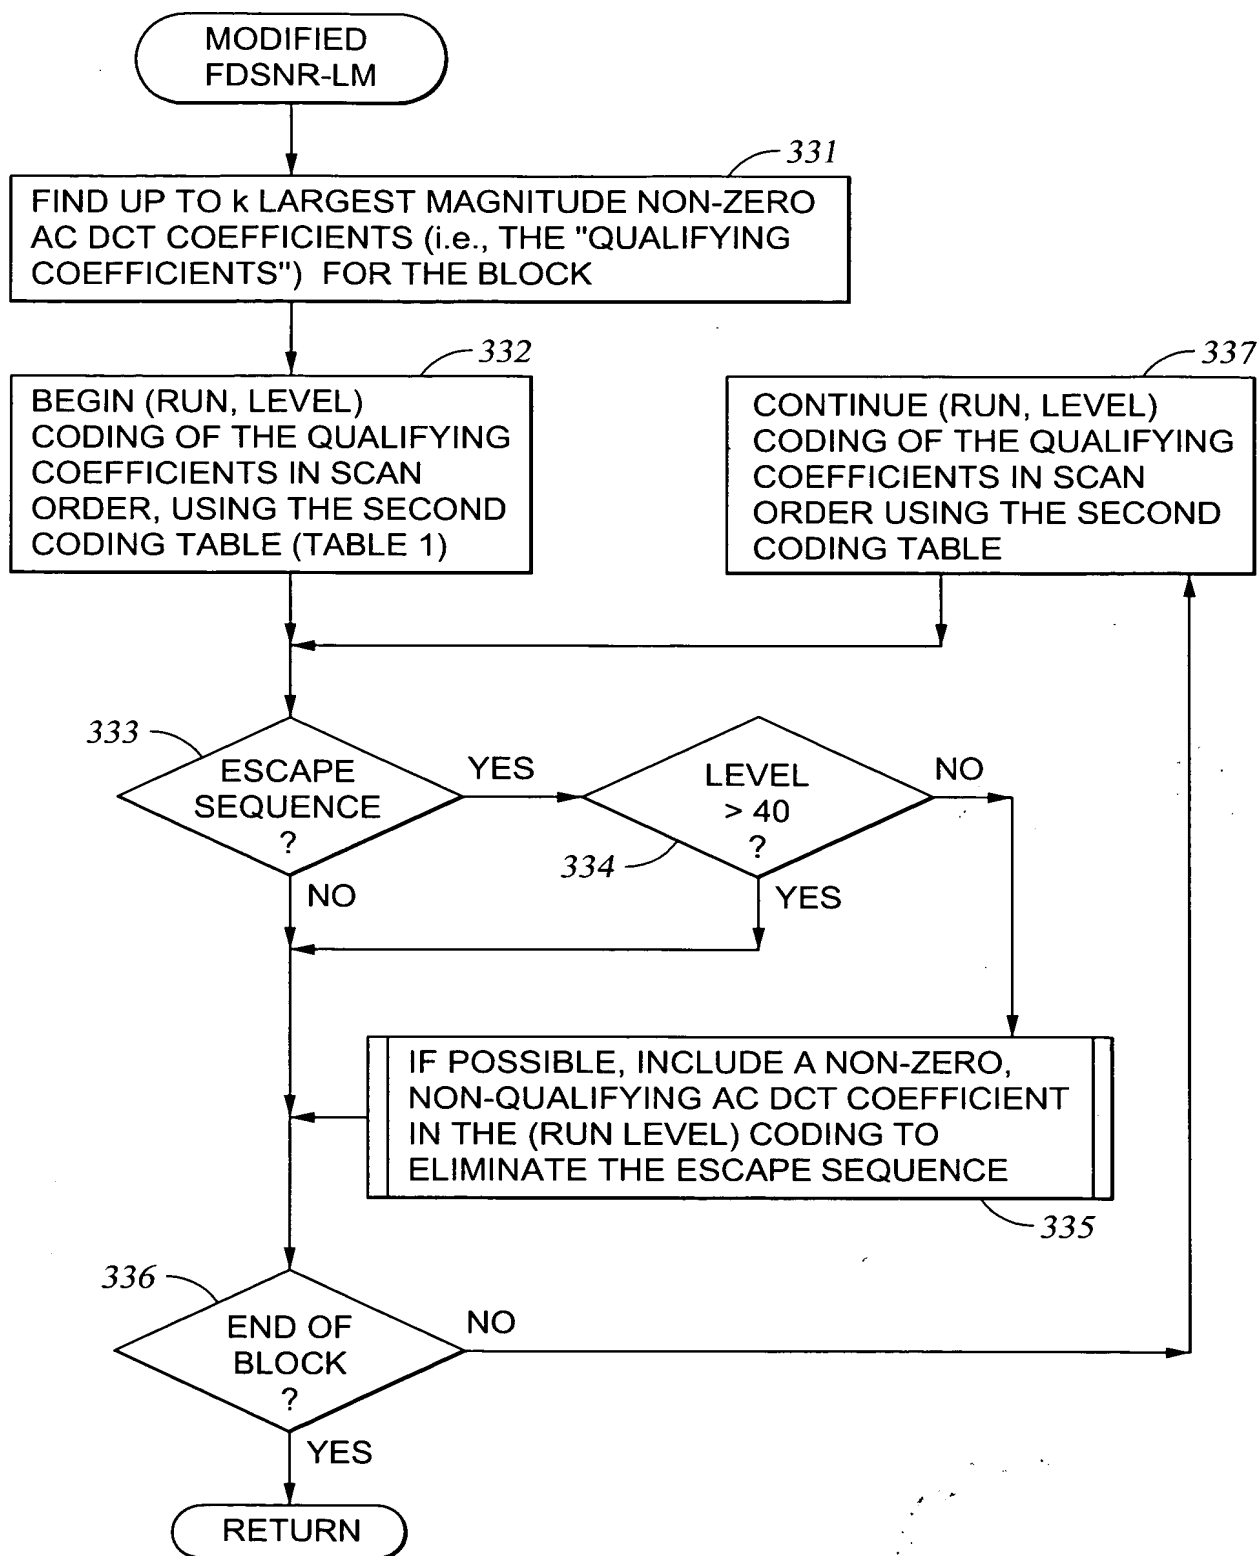 MODIFIED
FDSNR-LM
331
FIND UP TO k LARGEST MAGNITUDE NON-ZERO
AC DCT COEFFICIENTS (i.e., THE "QUALIFYING
COEFFICIENTS") FOR THE BLOCK
332
BEGIN (RUN, LEVEL)
CODING OF THE QUALIFYING
COEFFICIENTS IN SCAN
ORDER, USING THE SECOND
CODING TABLE (TABLE 1)
337
CONTINUE (RUN, LEVEL)
CODING OF THE QUALIFYING
COEFFICIENTS IN SCAN
ORDER USING THE SECOND
CODING TABLE
333
ESCAPE
SEQUENCE
?
YES
NO
LEVEL
> 40
?
334
NO
YES
IF POSSIBLE, INCLUDE A NON-ZERO,
NON-QUALIFYING AC DCT COEFFICIENT
IN THE (RUN LEVEL) CODING TO
ELIMINATE THE ESCAPE SEQUENCE
335
336
END OF
BLOCK
?
NO
YES
RETURN